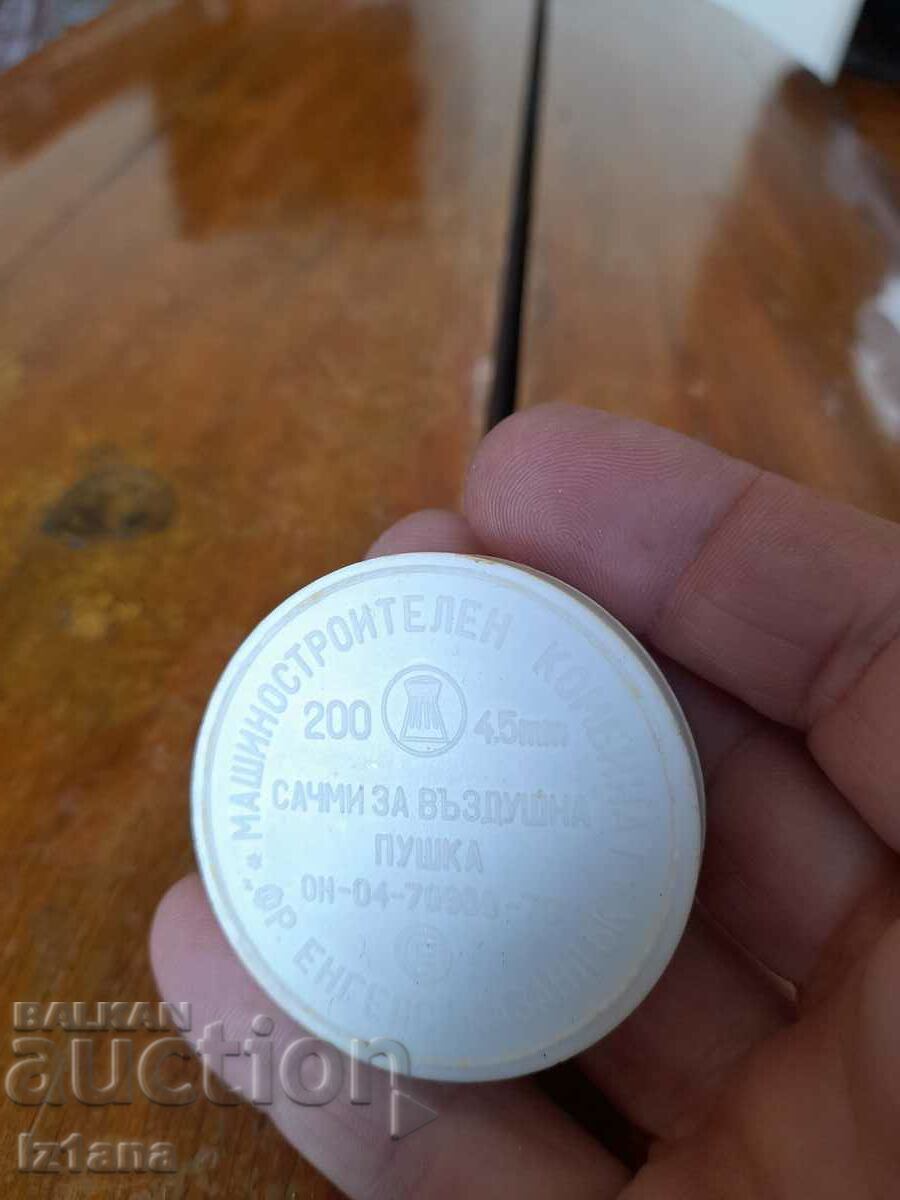 МАШИНОСТРОИТЕЛЕН КОМБИНАТ
200 4,5mm
САЧМИ ЗА ВЪЗДУШНА
ПУШКА
"ФР. ЕНГЕЛС"
BALKAN
auction
Iz1ana